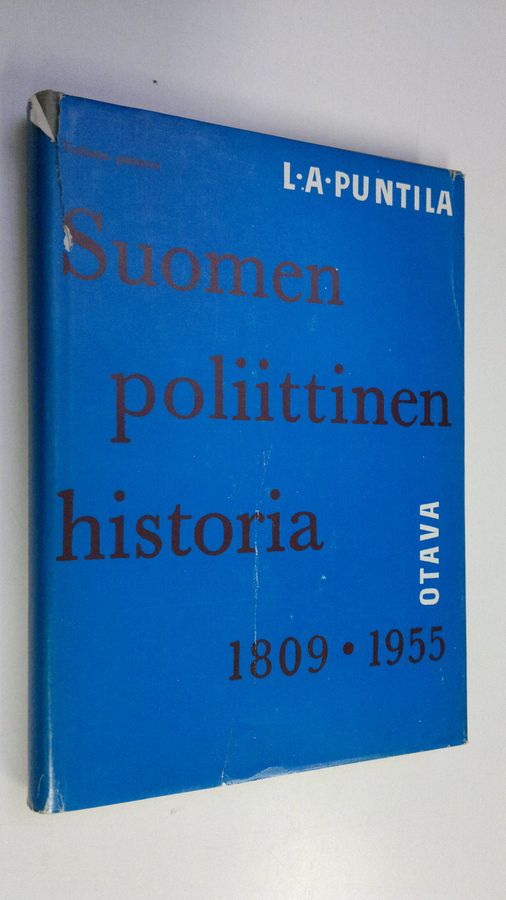 L·A·PUNTILA
Suomen
poliittinen
historia
OTAVA
1809 • 1955